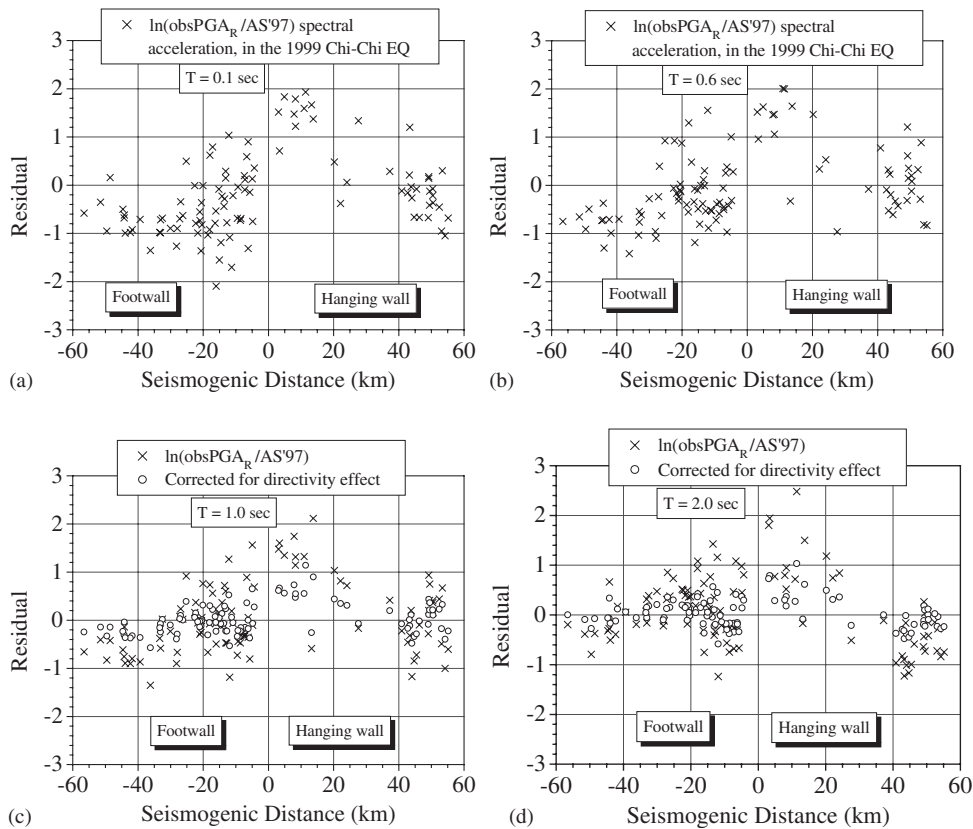 × ln(obsPGA_R/AS'97) spectral
acceleration, in the 1999 Chi-Chi EQ
T = 0.1 sec
3
2
1
0
-1
-2
-3
Residual
Footwall
Hanging wall
-60 -40 -20 0 20 40 60
(a)
Seismogenic Distance (km)
× ln(obsPGA_R/AS'97) spectral
acceleration, in the 1999 Chi-Chi EQ
T = 0.6 sec
3
2
1
0
-1
-2
-3
Residual
Footwall
Hanging wall
-60 -40 -20 0 20 40 60
(b)
Seismogenic Distance (km)
× ln(obsPGA_R/AS'97)
○ Corrected for directivity effect
T = 1.0 sec
3
2
1
0
-1
-2
-3
Residual
Footwall
Hanging wall
-60 -40 -20 0 20 40 60
(c)
Seismogenic Distance (km)
× ln(obsPGA_R/AS'97)
○ Corrected for directivity effect
T = 2.0 sec
3
2
1
0
-1
-2
-3
Residual
Footwall
Hanging wall
-60 -40 -20 0 20 40 60
(d)
Seismogenic Distance (km)